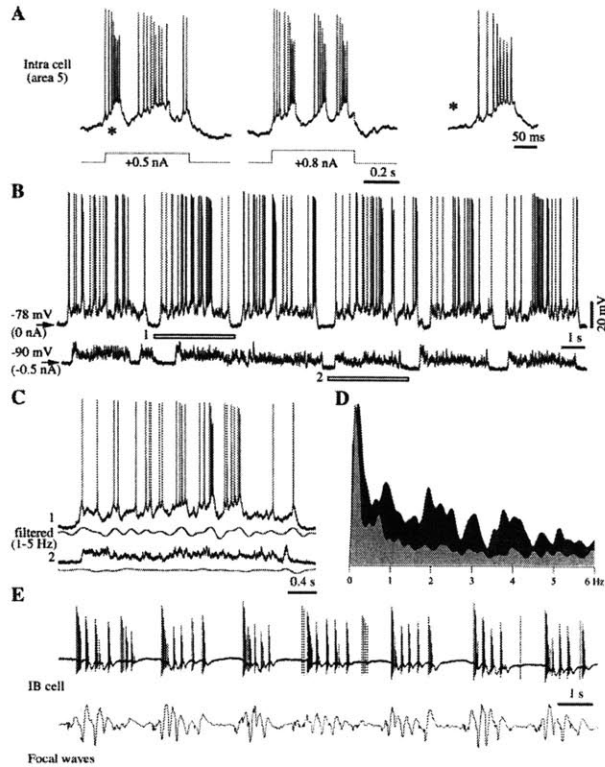 A
Intra cell
(area 5)
*
*
+0.5 nA
+0.8 nA
0.2 s
50 ms
B
-78 mV
(0 nA)
1
20 mV
1 s
-90 mV
(-0.5 nA)
2
C
D
1
filtered
(1-5 Hz)
2
0.4 s
0 1 2 3 4 5 6 Hz
E
IB cell
1 s
Focal waves